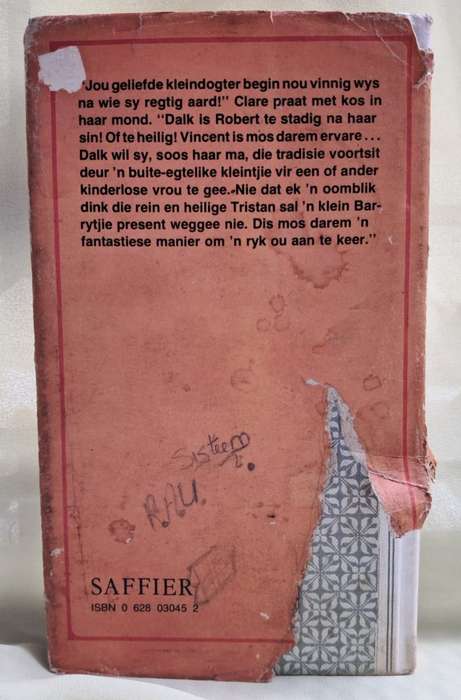 "Jou geliefde kleindogter begin nou vinnig wys
na wie sy regtig aard!" Clare praat met kos in
haar mond. "Dalk is Robert te stadig na haar
sin! Of te heilig! Vincent is mos darem ervare...
Dalk wil sy, soos haar ma, die tradisie voortsit
deur 'n buite-egtelike kleintjie vir een of ander
kinderlose vrou te gee. Nie dat ek 'n oomblik
dink die rein en heilige Tristan sal 'n klein Bar-
rytjie present weggee nie. Dis mos darem 'n
fantastiese manier om 'n ryk ou aan te keer."
Sisteem
R.A.U.
SAFFIER
ISBN 0 628 03045 2